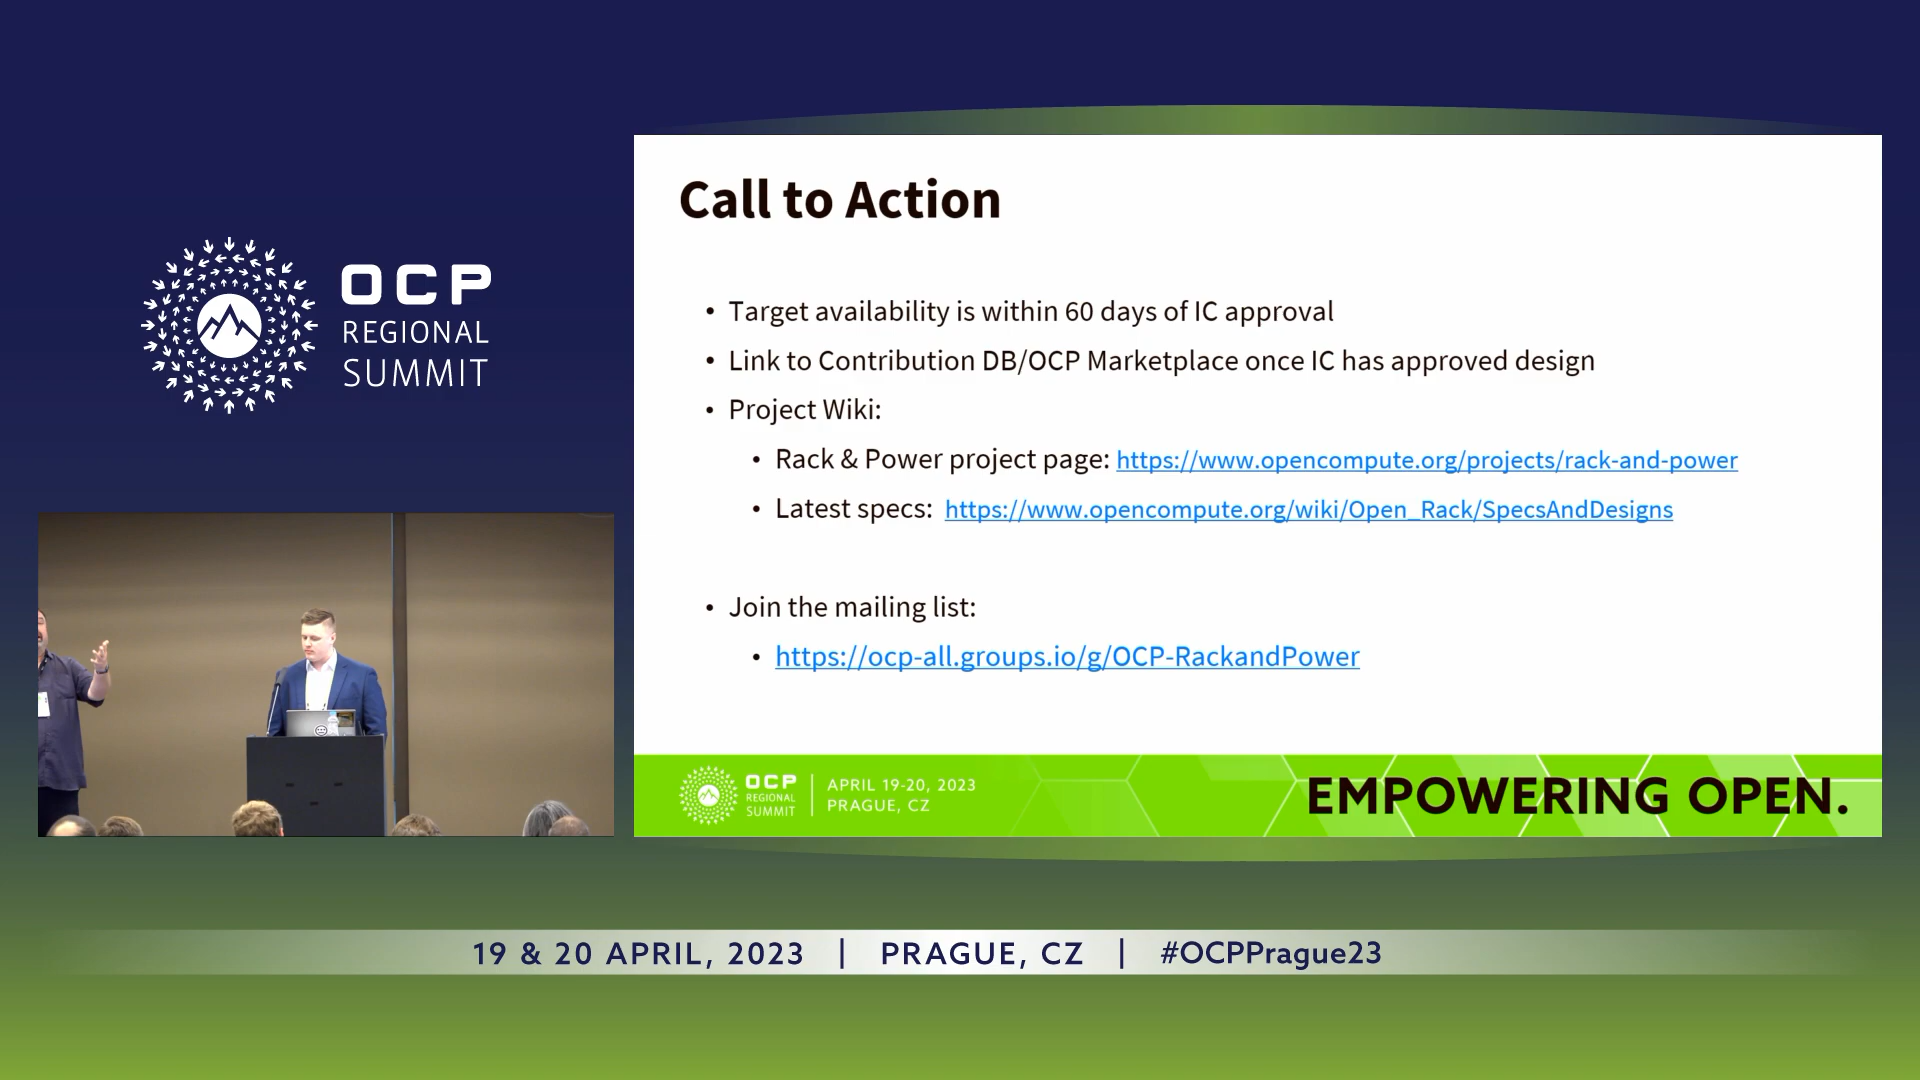 OCP
REGIONAL
SUMMIT
Call to Action
• Target availability is within 60 days of IC approval
• Link to Contribution DB/OCP Marketplace once IC has approved design
• Project Wiki:
• Rack & Power project page: https://www.opencompute.org/projects/rack-and-power
• Latest specs: https://www.opencompute.org/wiki/Open_Rack/SpecsAndDesigns
• Join the mailing list:
• https://ocp-all.groups.io/g/OCP-RackandPower
OCP
REGIONAL
SUMMIT
APRIL 19-20, 2023
PRAGUE, CZ
EMPOWERING OPEN.
19 & 20 APRIL, 2023 | PRAGUE, CZ | #OCPPrague23